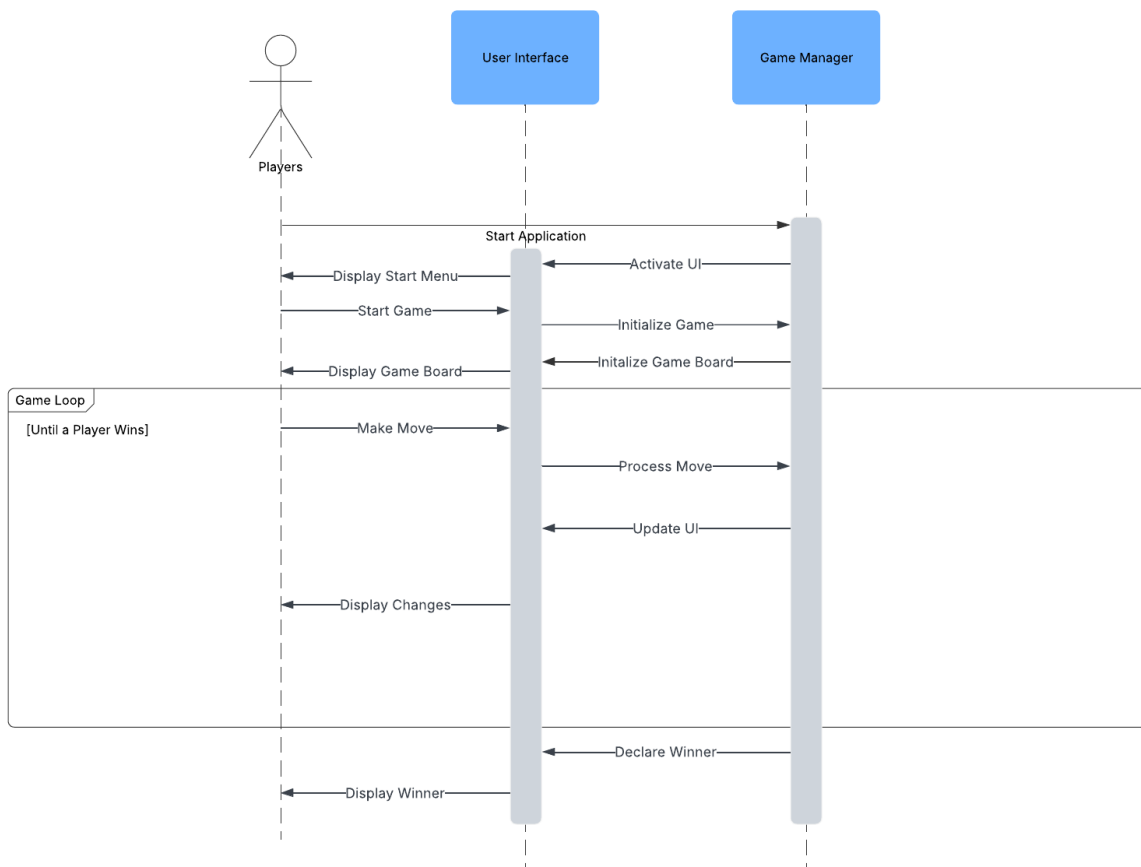 User Interface
Game Manager
Players
Start Application
Activate UI
Display Start Menu
Start Game
Initialize Game
Initalize Game Board
Display Game Board
Game Loop
[Until a Player Wins]
Make Move
Process Move
Update UI
Display Changes
Declare Winner
Display Winner